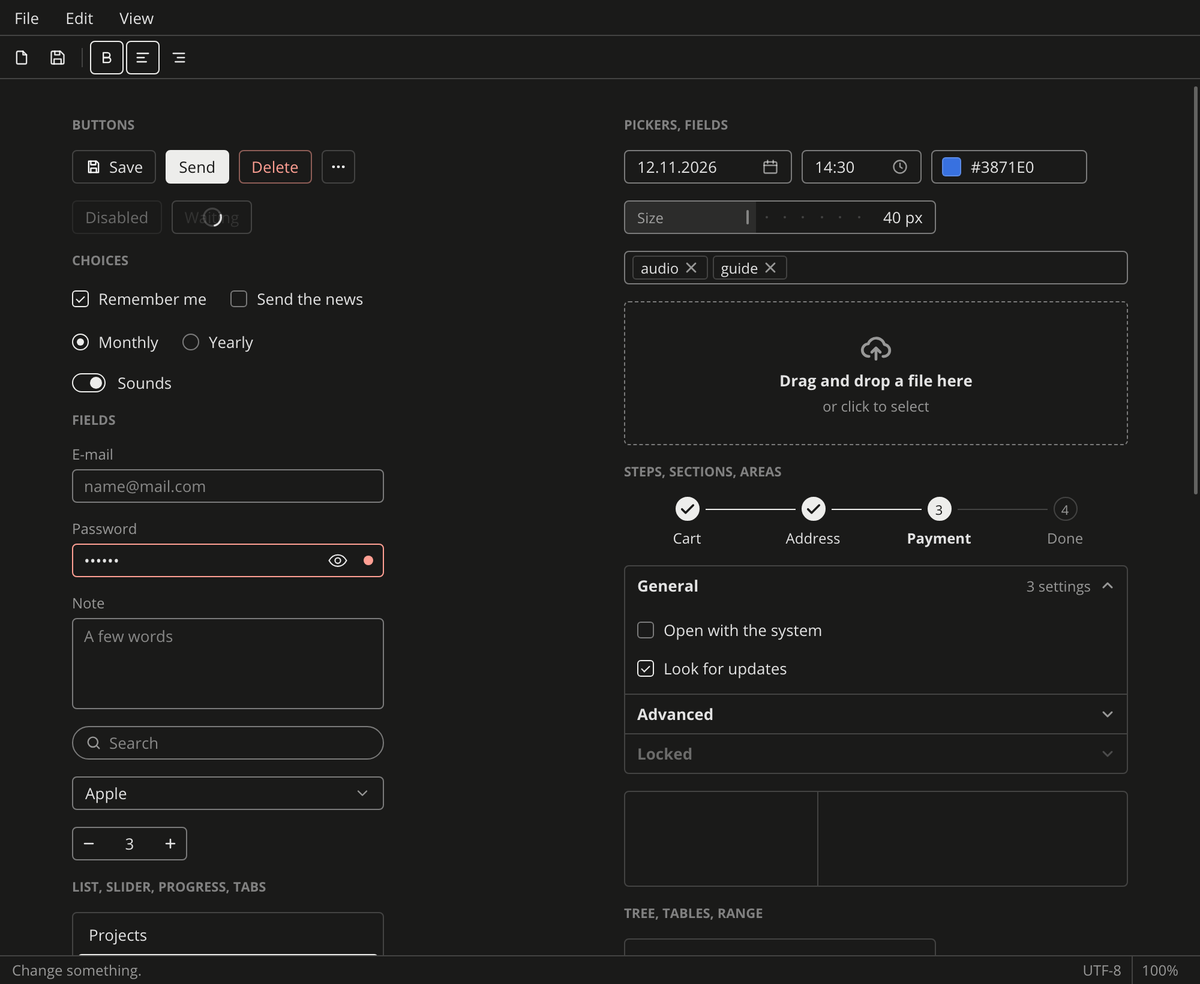 File Edit View
B
BUTTONS
Save Send Delete ...
Disabled Waiting
CHOICES
Remember me Send the news
Monthly Yearly
Sounds
FIELDS
E-mail
name@mail.com
Password
••••••
Note
A few words
Search
Apple
− 3 +
LIST, SLIDER, PROGRESS, TABS
Projects
PICKERS, FIELDS
12.11.2026 14:30 #3871E0
Size 40 px
audio guide
Drag and drop a file here
or click to select
STEPS, SECTIONS, AREAS
3 4
Cart Address Payment Done
General 3 settings
Open with the system
Look for updates
Advanced
Locked
TREE, TABLES, RANGE
Change something. UTF-8 100%